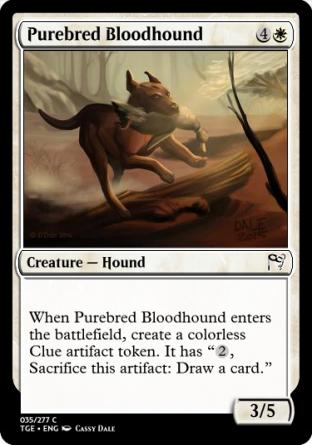 Purebred Bloodhound 4
Creature — Hound
When Purebred Bloodhound enters
the battlefield, create a colorless
Clue artifact token. It has “2,
Sacrifice this artifact: Draw a card.”
035/277 C
TGE • ENG CASSY DALE
3/5